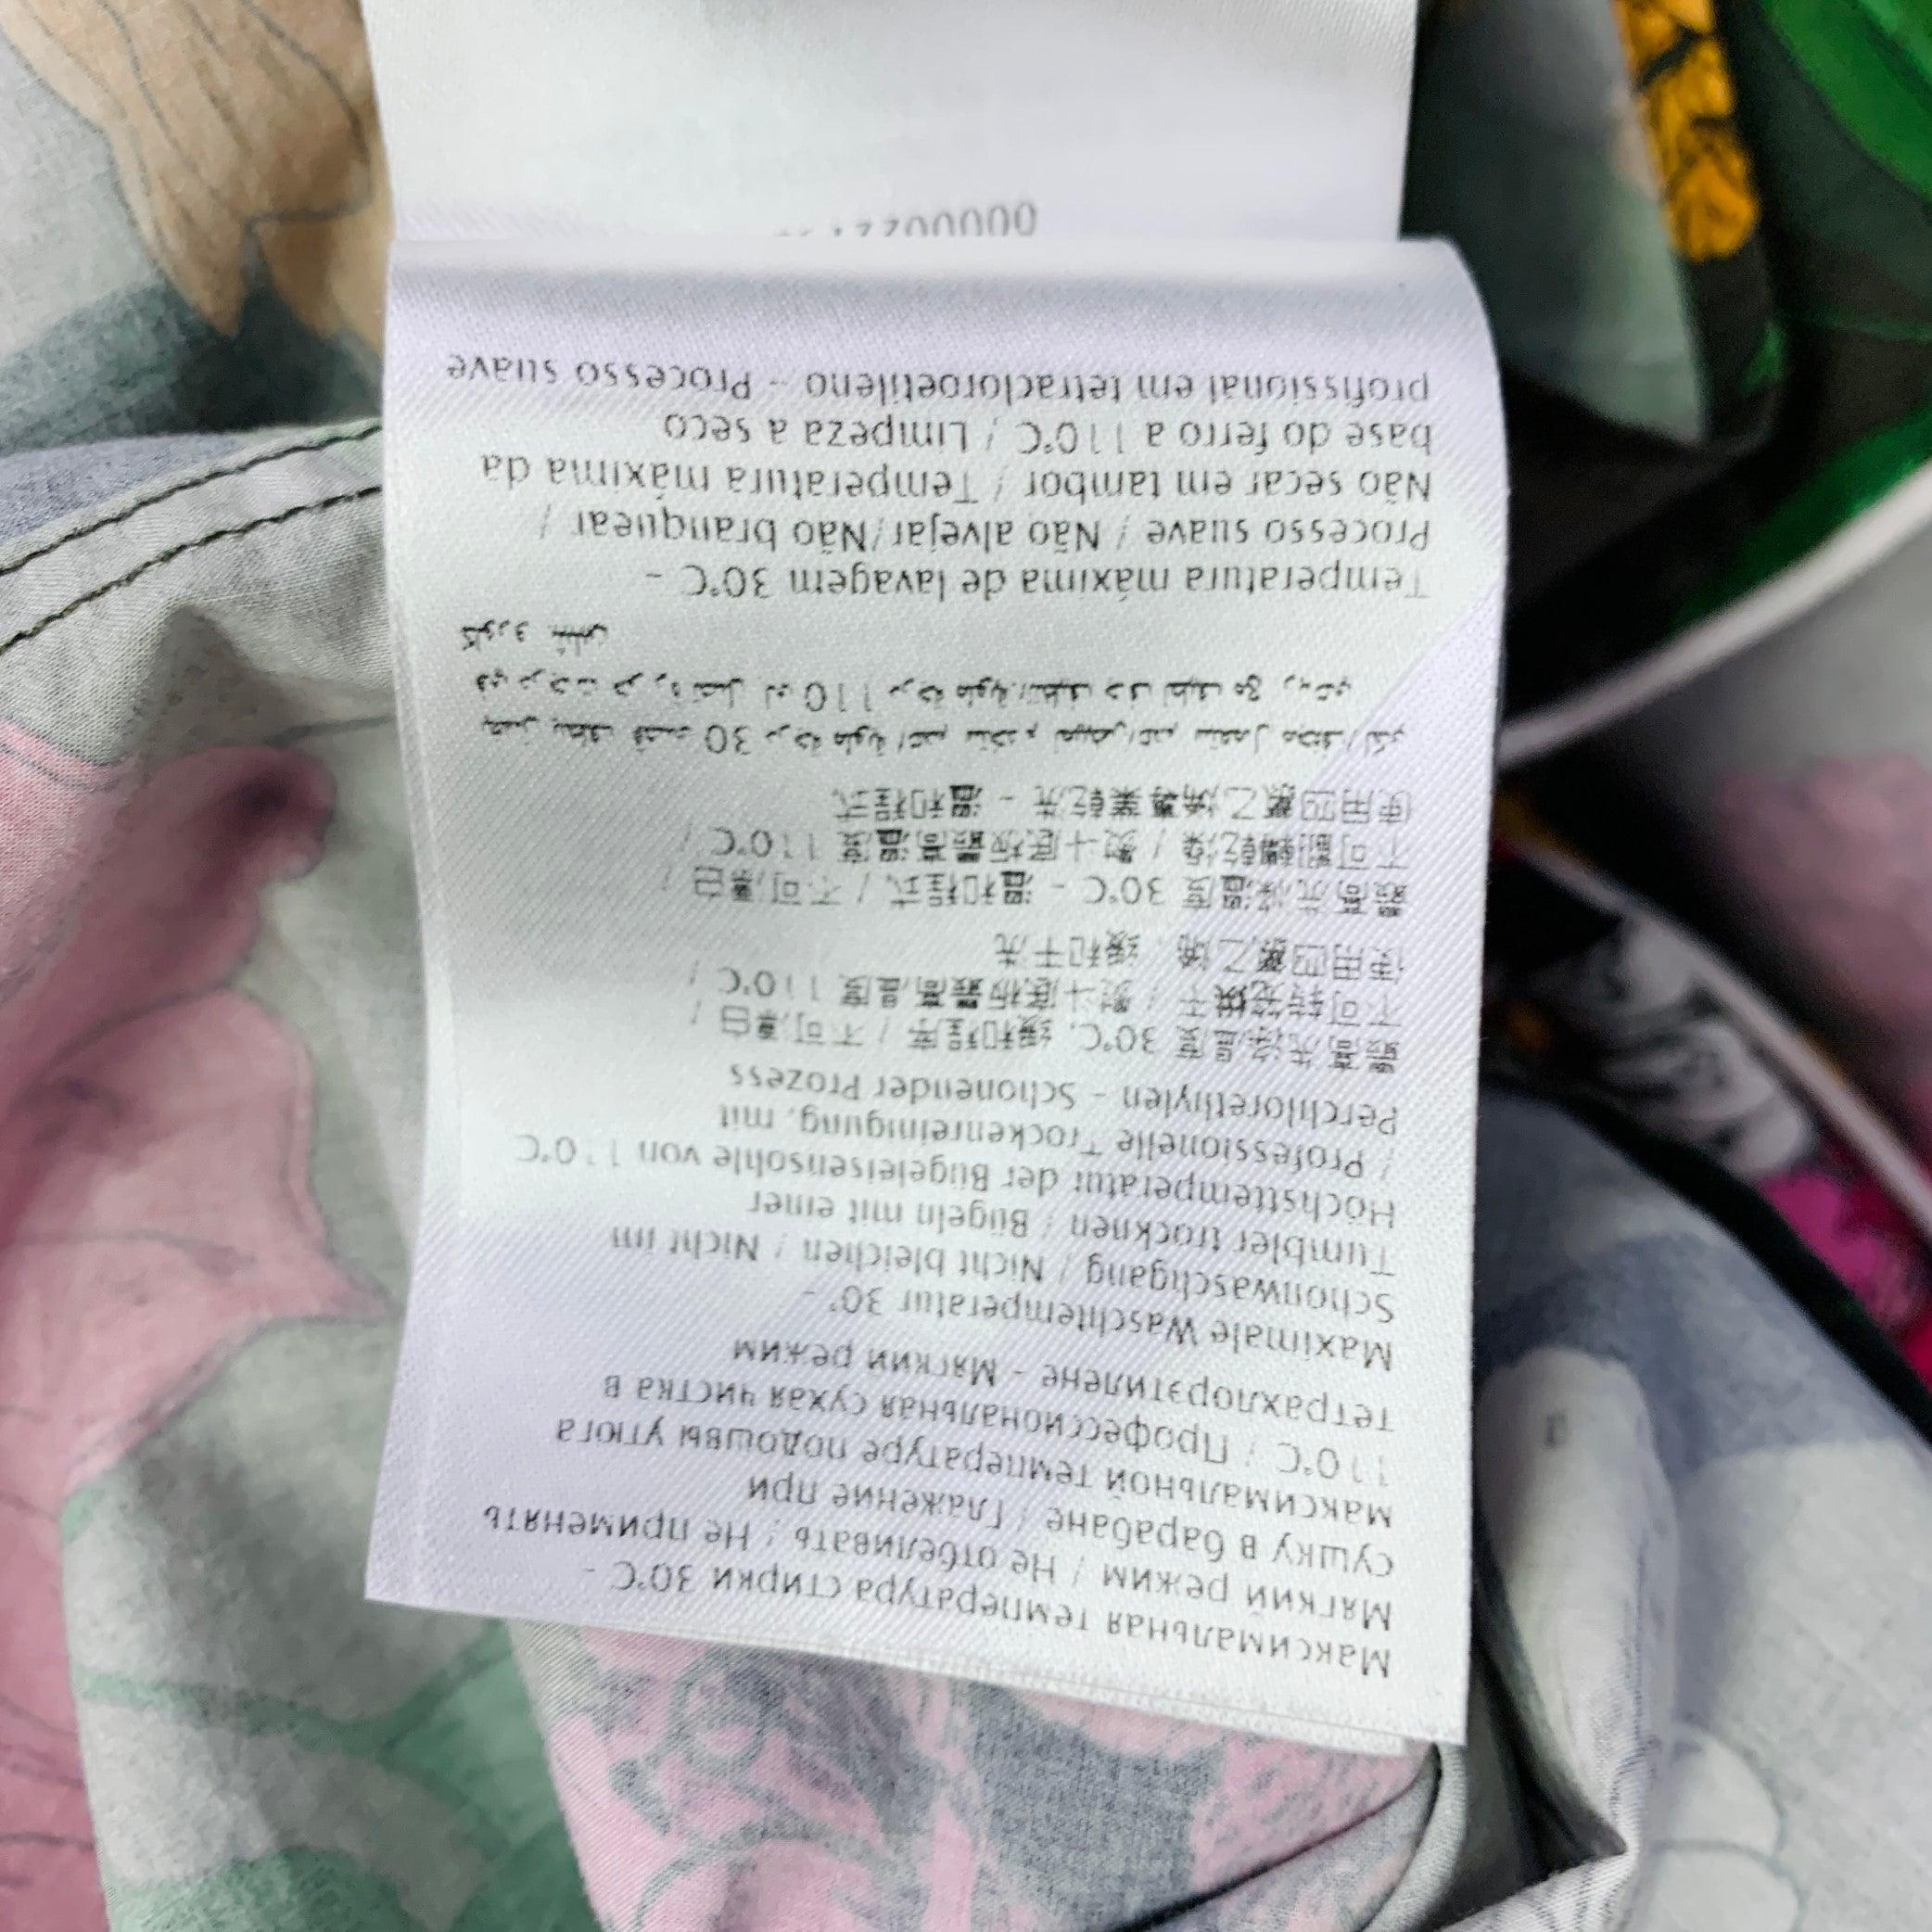 Максимальная температура стирки 30°C -
Мягкий режим / Не отбеливать / Не применять
сушку в барабане / Глажение при
максимальной температуре подошвы утюга
110°C / Профессиональная сухая чистка в
тетрахлорэтилене - Мягкий режим
Maximale Waschtemperatur 30° -
Schonwaschgang / Nicht bleichen / Nicht im
Tumbler trocknen / Bügeln mit einer
Höchsttemperatur der Bügeleisensohle von 110°C
/ Professionelle Trockenreinigung, mit
Perchlorethylen - Schonender Prozess
最高洗涤温度 30°C, 缓和程序 / 不可漂白 /
不可转笼烘干 / 熨斗底板最高温度 110°C /
使用四氯乙烯, 缓和干洗
最高洗滌溫度 30°C - 溫和程式 / 不可漂白 /
不可翻轉乾燥 / 熨斗底板最高溫度 110°C /
使用四氯乙烯專業乾洗 - 溫和程式
30
110
Temperatura máxima de lavagem 30°C -
Processo suave / Não alvejar/Não branquear /
Não secar em tambor / Temperatura máxima da
base do ferro a 110°C / Limpeza a seco
profissional em tetracloroetileno - Processo suave